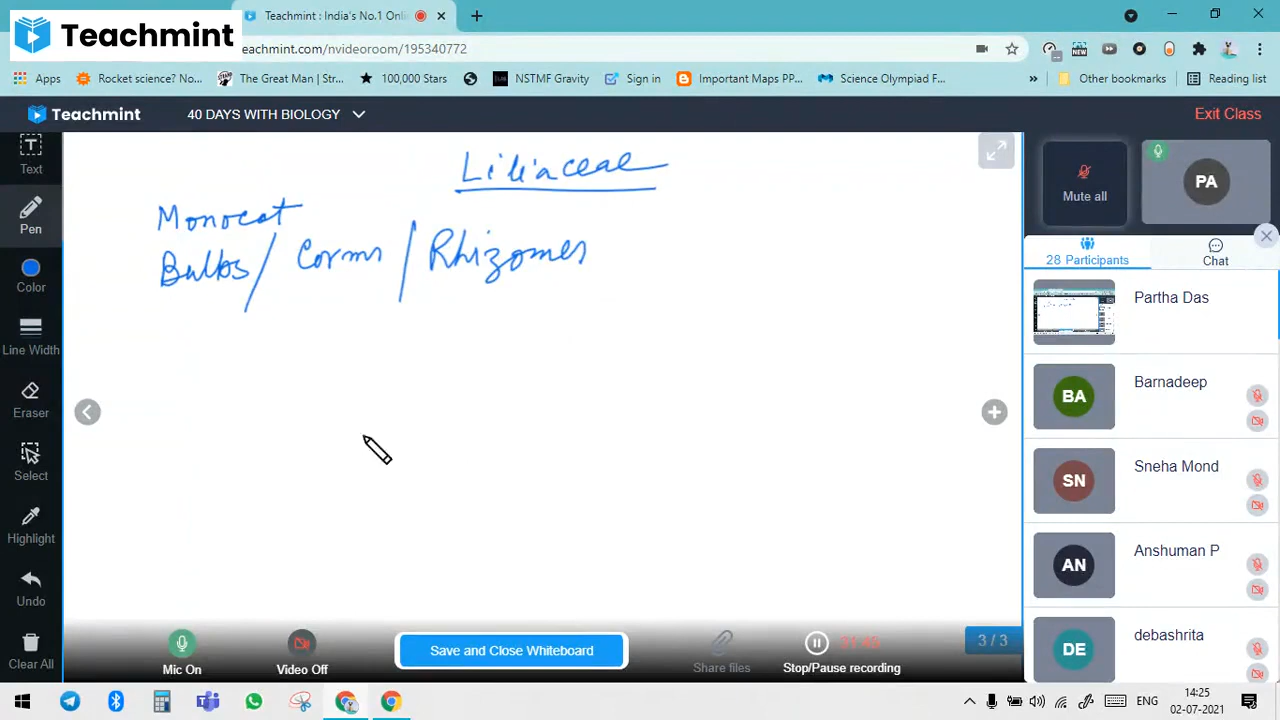 Teachmint : India's No.1 Onli
Teachmint
eachmint.com/nvideoroom/195340772
NEW
Apps
Rocket science? No...
The Great Man | Str...
100,000 Stars
NSTMF Gravity
Sign in
Important Maps PP...
Science Olympiad F...
»
Other bookmarks
Reading list
Teachmint
40 DAYS WITH BIOLOGY
Exit Class
Text
Pen
Color
Line Width
Eraser
Select
Highlight
Undo
Clear All
Liliaceae
Monocot
Bulbs / Corms / Rhizomes
Mute all
PA
28 Participants
Chat
Partha Das
BA
Barnadeep
SN
Sneha Mond
AN
Anshuman P
DE
debashrita
Mic On
Video Off
Save and Close Whiteboard
Share files
Stop/Pause recording
3 / 3
ENG
14:25
02-07-2021